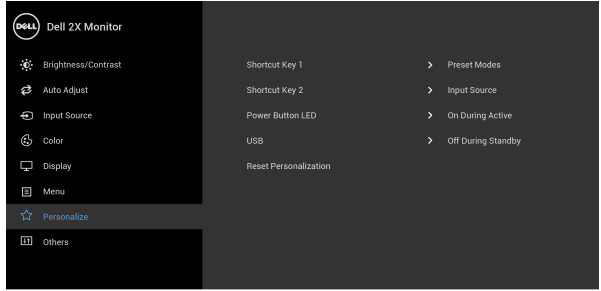 DELL Dell 2X Monitor
Brightness/Contrast
Auto Adjust
Input Source
Color
Display
Menu
Personalize
Others
Shortcut Key 1 > Preset Modes
Shortcut Key 2 > Input Source
Power Button LED > On During Active
USB > Off During Standby
Reset Personalization